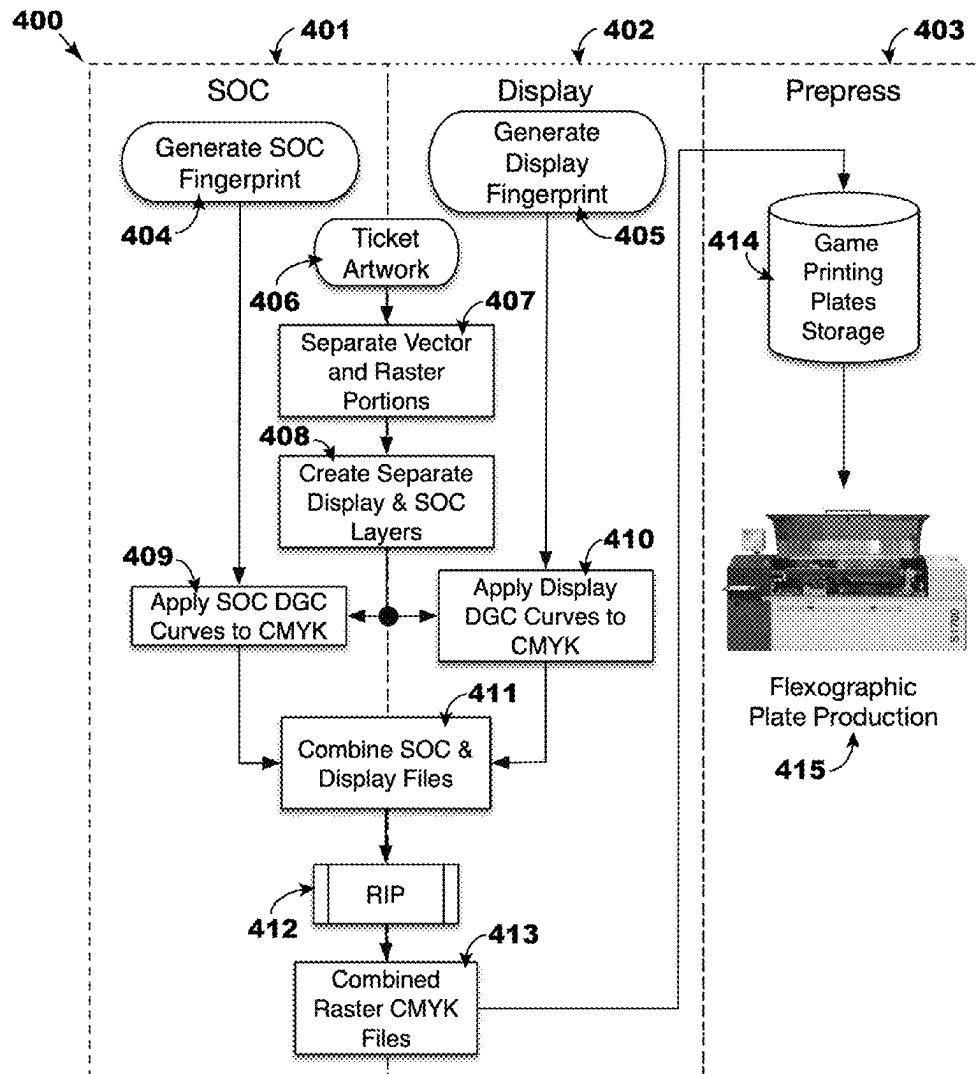 400
401
402
403
SOC
Display
Prepress
Generate SOC
Fingerprint
404
Generate
Display
Fingerprint
405
Ticket
Artwork
406
407
Separate Vector
and Raster
Portions
408
Create Separate
Display & SOC
Layers
409
Apply SOC DGC
Curves to CMYK
410
Apply Display
DGC Curves to
CMYK
411
Combine SOC &
Display Files
RIP
412
413
Combined
Raster CMYK
Files
414
Game
Printing
Plates
Storage
Flexographic
Plate Production
415